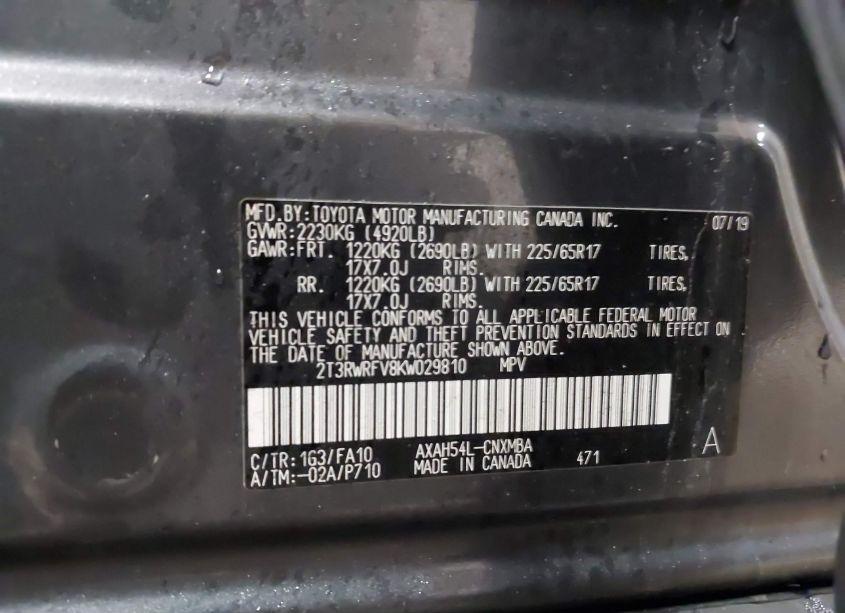 MFD.BY:TOYOTA MOTOR MANUFACTURING CANADA INC. 07/19
GVWR:2230KG (4920LB)
GAWR:FRT. 1220KG (2690LB) WITH 225/65R17 TIRES,
17X7.0J RIMS.
RR. 1220KG (2690LB) WITH 225/65R17 TIRES,
17X7.0J RIMS.
THIS VEHICLE CONFORMS TO ALL APPLICABLE FEDERAL MOTOR
VEHICLE SAFETY AND THEFT PREVENTION STANDARDS IN EFFECT ON
THE DATE OF MANUFACTURE SHOWN ABOVE.
2T3RWRFV8KW029810 MPV
C/TR:1G3/FA10 AXAH54L-CNXMBA
A/TM:-02A/P710 MADE IN CANADA 471 A